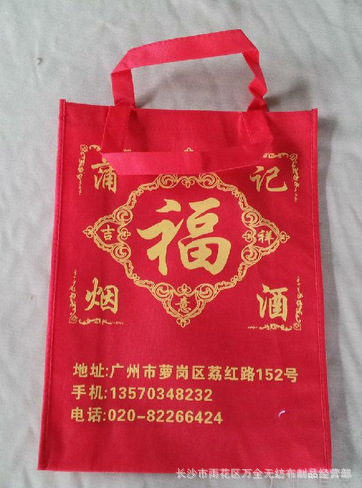 蒲 记
吉 福 祥
烟 意 酒
地址:广州市萝岗区荔红路152号
手机:13570348232
电话:020-82266424
长沙市雨花区万全无纺布制品经营部